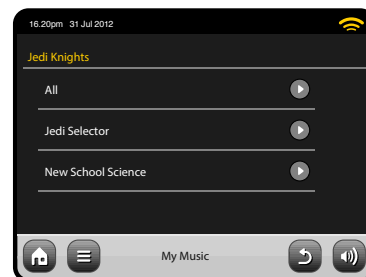 16.20pm 31 Jul 2012
Jedi Knights
All
Jedi Selector
New School Science
My Music